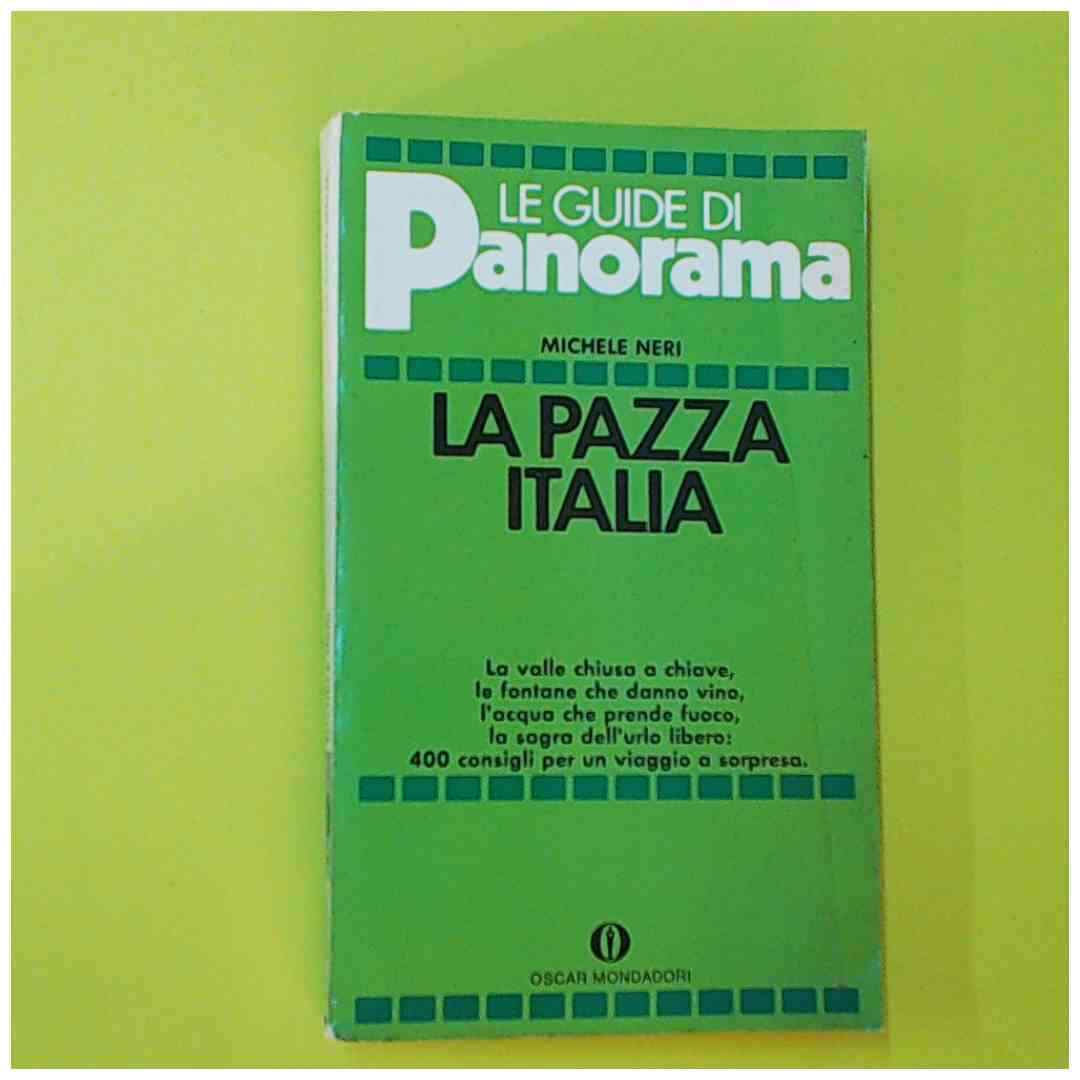 LE GUIDE DI
Panorama
MICHELE NERI
LA PAZZA
ITALIA
La valle chiusa a chiave,
le fontane che danno vino,
l'acqua che prende fuoco,
la sagra dell'urlo libero:
400 consigli per un viaggio a sorpresa.
OSCAR MONDADORI